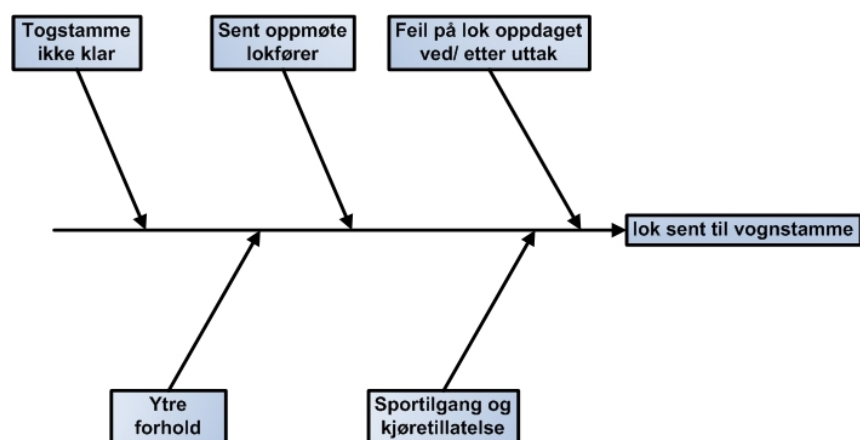 Togstamme
ikke klar
Sent oppmøte
lokfører
Feil på lok oppdaget
ved/ etter uttak
lok sent til vognstamme
Ytre
forhold
Sportilgang og
kjøretillatelse